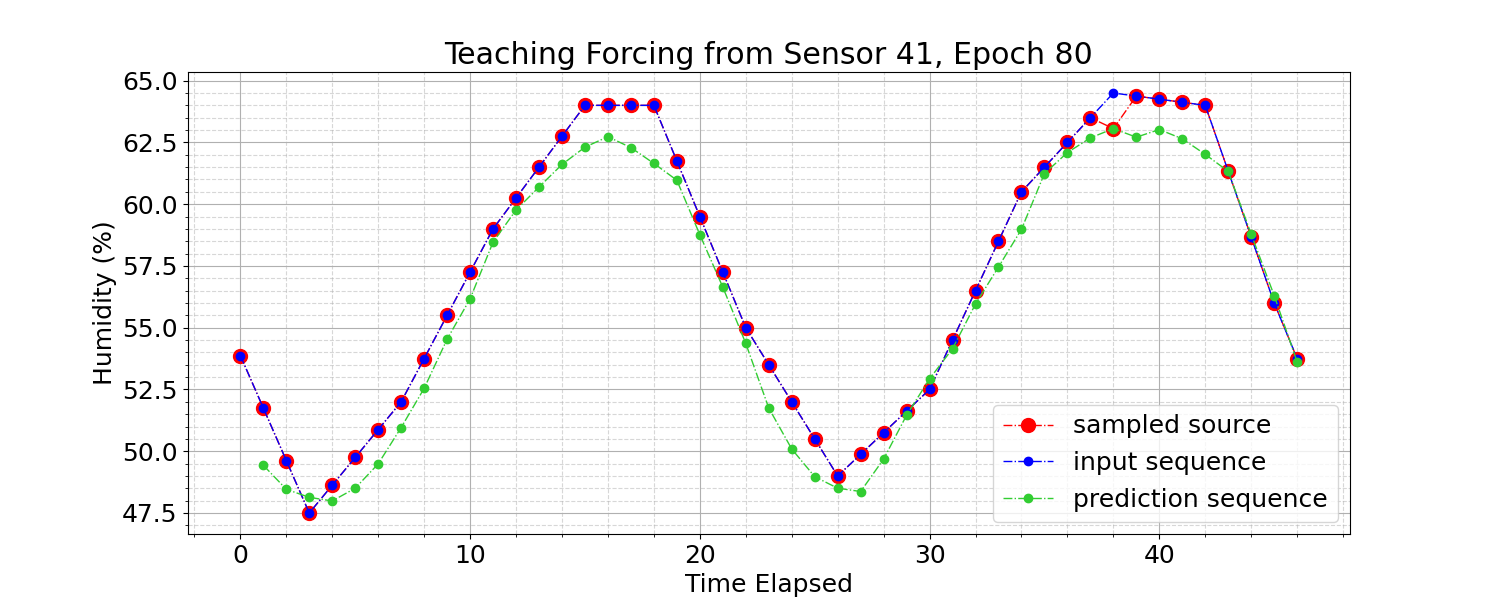 Teaching Forcing from Sensor 41, Epoch 80
65.0
62.5
60.0
57.5
55.0
52.5
50.0
47.5
Humidity (%)
sampled source
input sequence
prediction sequence
0 10 20 30 40
Time Elapsed